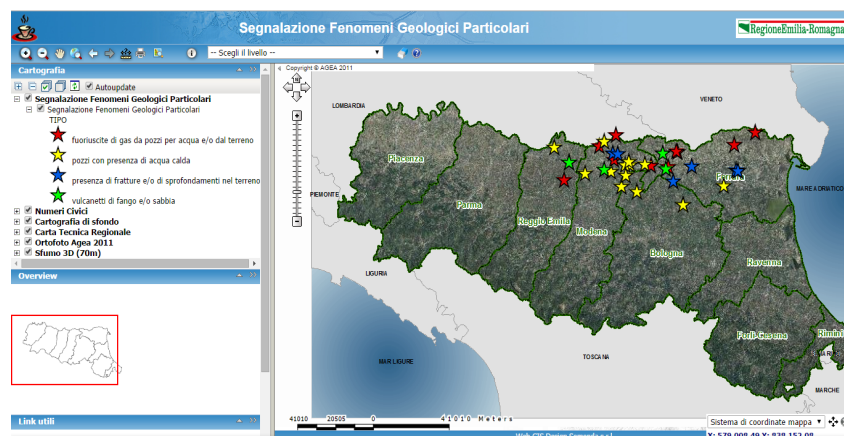 Segnalazione Fenomeni Geologici Particolari
RegioneEmilia-Romagna
-- Scegli il livello --
Cartografia
Autoupdate
Segnalazione Fenomeni Geologici Particolari
Segnalazione Fenomeni Geologici Particolari
TIPO
fuoriuscite di gas da pozzi per acqua e/o dal terreno
pozzi con presenza di acqua calda
presenza di fratture e/o di sprofondamenti nel terreno
vulcanetti di fango e/o sabbia
Numeri Civici
Cartografia di sfondo
Carta Tecnica Regionale
Ortofoto Agea 2011
Sfumo 3D (70m)
Overview
Link utili
Copyright © AGEA 2011
LOMBARDIA
VENETO
Piacenza
PIEMONTE
Parma
Reggio Emilia
Modena
Ferrara
MARE ADRIATICO
Bologna
Ravenna
LIGURIA
Forlì-Cesena
Rimini
MAR LIGURE
TOSCANA
MARCHE
41010 20505 0 41010 Meters
Sistema di coordinate mappa